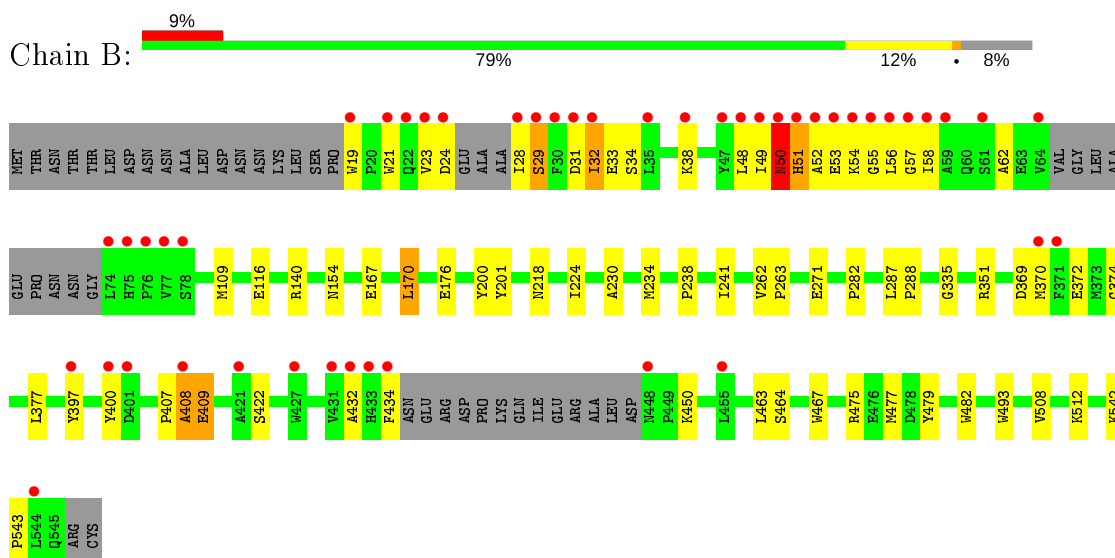 9%
Chain B:
79% 12% • 8%
MET THR ASN THR THR LEU ASP ASN ASN ALA LEU ASP ASN LYS LEU SER PRO W19 P20 W21 Q22 V23 D24 GLU ALA ALA I28 S29 F30 D31 I32 E33 S34 L35 K38 Y47 L48 I49 N50 H51 A52 E53 K54 G55 L56 G57 I58 A59 Q60 S61 A62 E63 V64 VAL GLY LEU ALA
GLU PRO ASN ASN GLY L74 H75 P76 V77 S78 M109 E116 R140 N154 E167 L170 E176 Y200 Y201 N218 I224 A230 M234 P238 I241 V262 P263 E271 P282 L287 P288 G335 R351 D369 M370 F371 E372 M373 G374
L377 Y397 Y400 D401 P407 A408 E409 A421 S422 W427 V431 A432 H433 F434 ASN GLU ARG ASP PRO LYS GLN ILE GLU ARG ALA LEU ASP N448 P449 K450 L455 L463 S464 W467 R475 E476 M477 D478 Y479 W482 W493 V508 K512 K542
P543 L544 Q545 ARG CYS